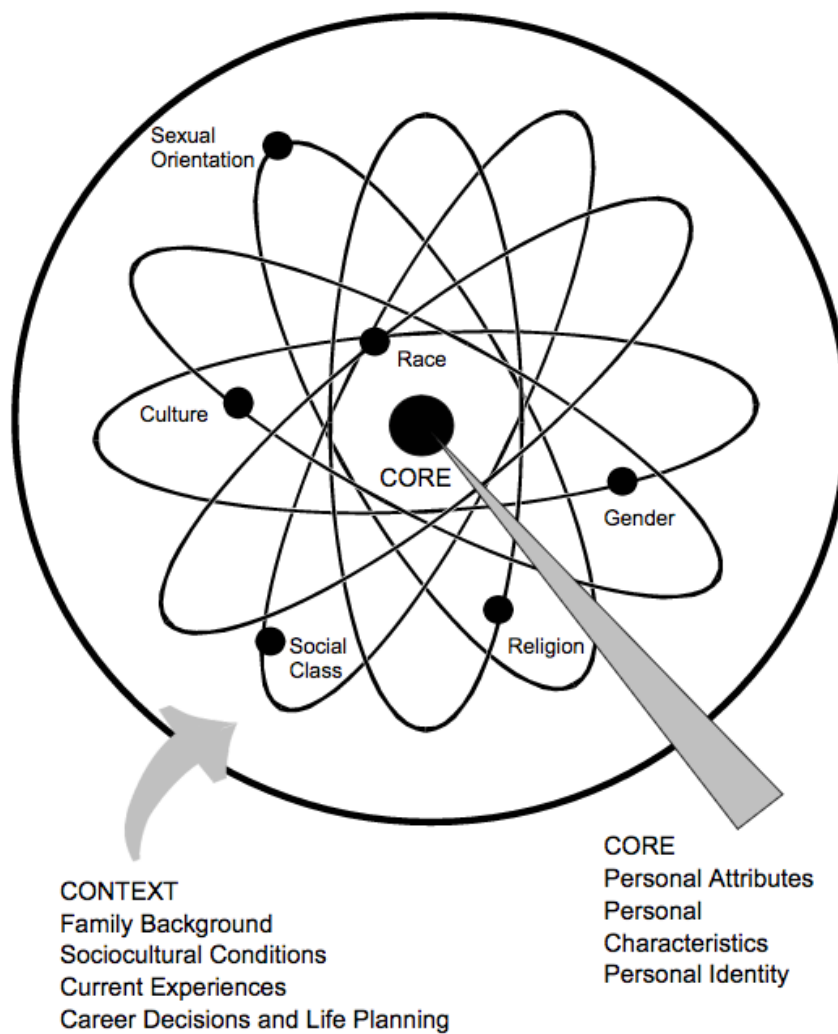 Sexual
Orientation
Race
Culture
CORE
Gender
Social
Class
Religion
CONTEXT
Family Background
Sociocultural Conditions
Current Experiences
Career Decisions and Life Planning
CORE
Personal Attributes
Personal
Characteristics
Personal Identity